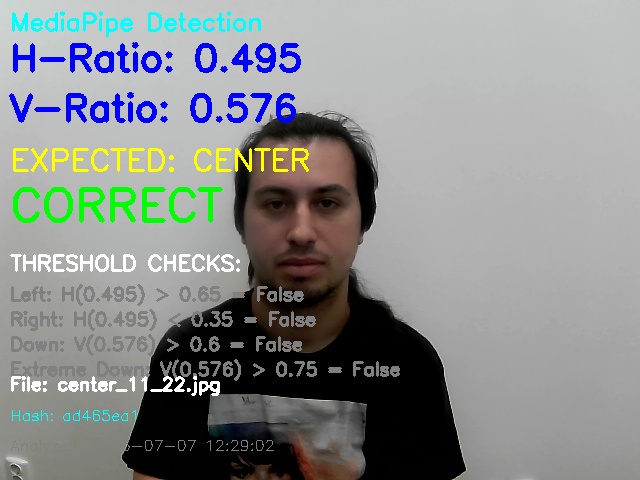 MediaPipe Detection
H-Ratio: 0.495
V-Ratio: 0.576
EXPECTED: CENTER
CORRECT
THRESHOLD CHECKS:
Left: H(0.495) > 0.65 = False
Right: H(0.495) < 0.35 = False
Down: V(0.576) > 0.6 = False
Extreme Down: V(0.576) > 0.75 = False
File: center_11_22.jpg
Hash: ad465ea1
-07-07 12:29:02